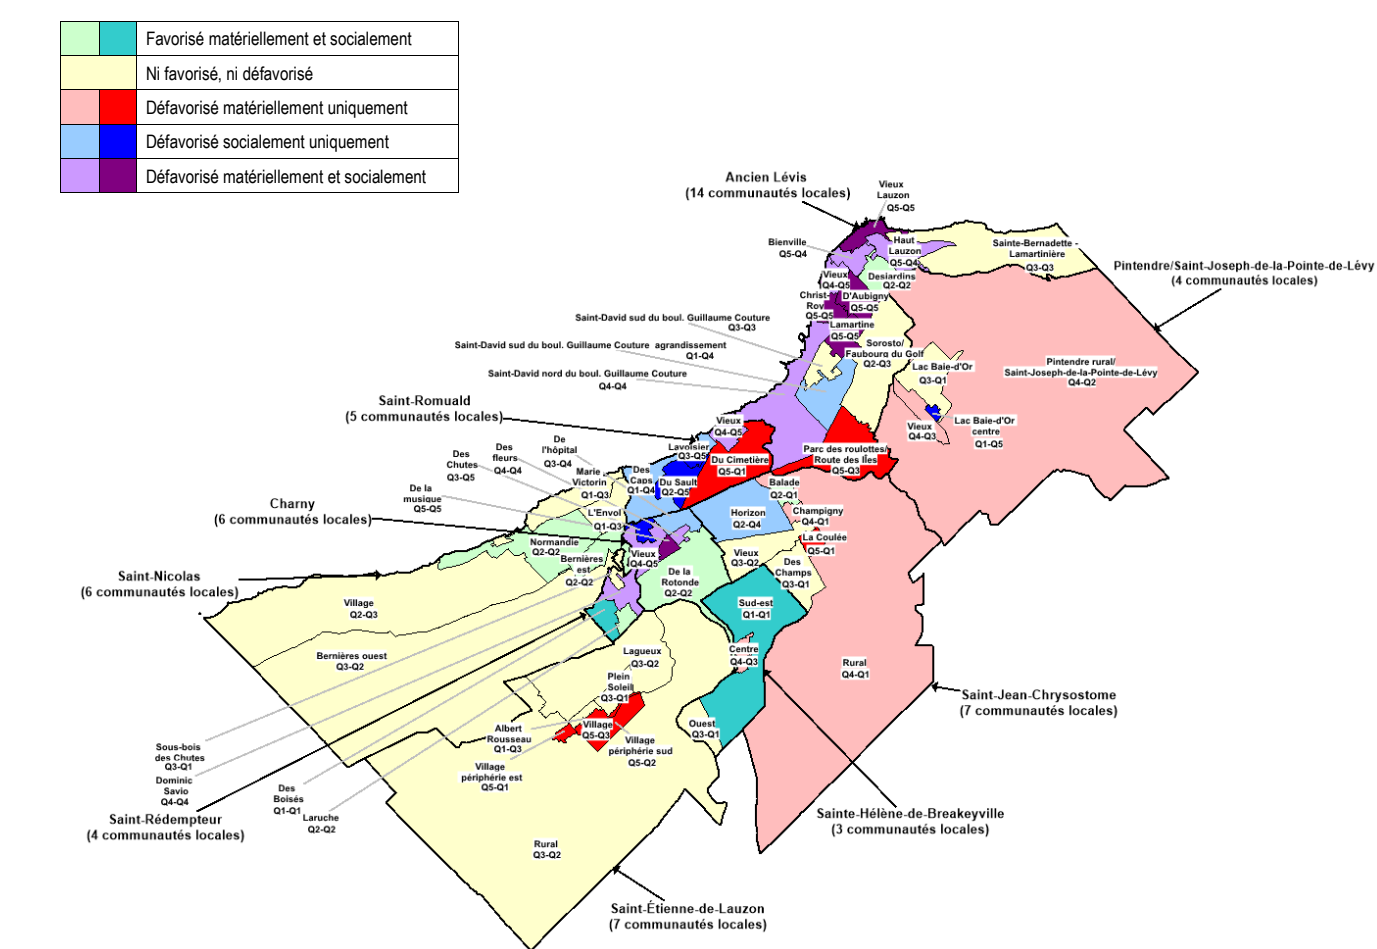 Favorisé matériellement et socialement
Ni favorisé, ni défavorisé
Défavorisé matériellement uniquement
Défavorisé socialement uniquement
Défavorisé matériellement et socialement
Ancien Lévis
(14 communautés locales)
Vieux
Lauzon
Q5-Q5
Bienville
Q5-Q4
Haut
Lauzon
Q5-Q4
Sainte-Bernadette -
Lamartinière
Q3-Q3
Pintendre/Saint-Joseph-de-la-Pointe-de-Lévy
(4 communautés locales)
Vieux
Q4-Q5
Desjardins
Q2-Q2
Christ-
Roy
Q5-Q5
D'Aubigny
Q5-Q5
Lamartine
Q5-Q5
Saint-David sud du boul. Guillaume Couture
Q3-Q3
Saint-David sud du boul. Guillaume Couture agrandissement
Q1-Q4
Saint-David nord du boul. Guillaume Couture
Q4-Q4
Sorosto/
Faubourg du Golf
Q2-Q3
Lac Baie-d'Or
Q3-Q1
Pintendre rural/
Saint-Joseph-de-la-Pointe-de-Lévy
Q4-Q2
Vieux
Q4-Q3
Lac Baie-d'Or
centre
Q1-Q5
Saint-Romuald
(5 communautés locales)
Vieux
Q4-Q5
Lavoisier
Q3-Q5
Du Cimetière
Q5-Q1
Parc des roulottes/
Route des Îles
Q5-Q3
De
l'hôpital
Q3-Q4
Des
fleurs
Q4-Q4
Des
Chutes
Q3-Q5
De la
musique
Q5-Q5
Marie
Victorin
Q1-Q3
Des
Caps
Q1-Q4
Du Sault
Q2-Q5
Balade
Q2-Q1
Charny
(6 communautés locales)
L'Envol
Q1-Q3
Horizon
Q2-Q4
Champigny
Q4-Q1
La Coulée
Q5-Q1
Normandie
Q2-Q2
Bernières
est
Q2-Q2
Vieux
Q4-Q5
Vieux
Q3-Q2
Des
Champs
Q3-Q1
De la
Rotonde
Q2-Q2
Saint-Nicolas
(6 communautés locales)
Village
Q2-Q3
Sud-est
Q1-Q1
Bernières ouest
Q3-Q2
Lagueux
Q3-Q2
Centre
Q4-Q3
Rural
Q4-Q1
Plein
Soleil
Q3-Q1
Saint-Jean-Chrysostome
(7 communautés locales)
Albert
Rousseau
Q1-Q3
Village
Q5-Q3
Ouest
Q3-Q1
Village
périphérie sud
Q5-Q2
Village
périphérie est
Q5-Q1
Sous-bois
des Chutes
Q3-Q1
Dominic
Savio
Q4-Q4
Des
Boisés
Q1-Q1
Laruche
Q2-Q2
Saint-Rédempteur
(4 communautés locales)
Sainte-Hélène-de-Breakeyville
(3 communautés locales)
Rural
Q3-Q2
Saint-Étienne-de-Lauzon
(7 communautés locales)